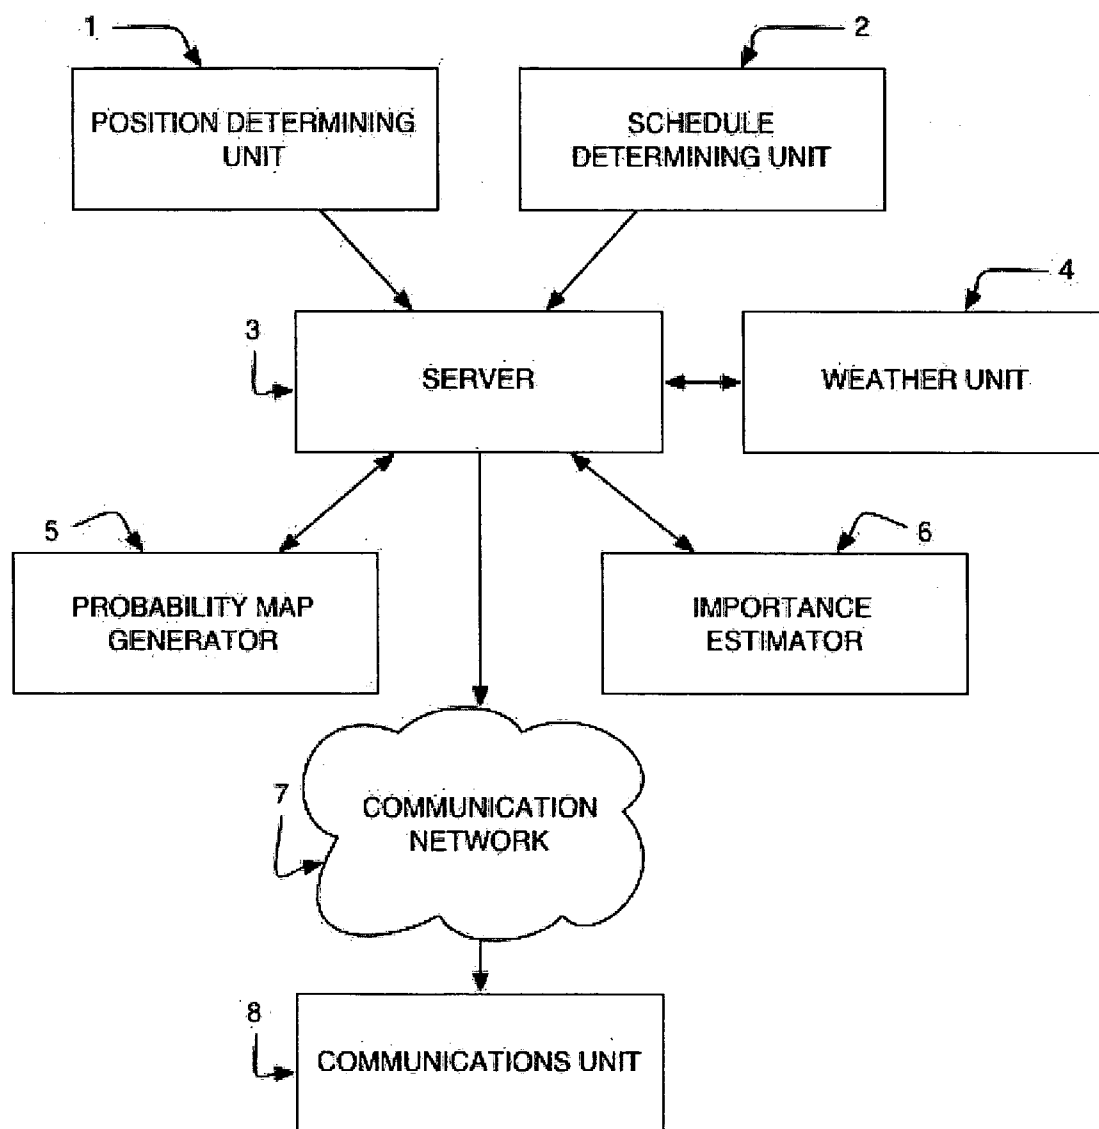 1
2
POSITION DETERMINING
UNIT
SCHEDULE
DETERMINING UNIT
3
4
SERVER
WEATHER UNIT
5
6
PROBABILITY MAP
GENERATOR
IMPORTANCE
ESTIMATOR
7
COMMUNICATION
NETWORK
8
COMMUNICATIONS UNIT